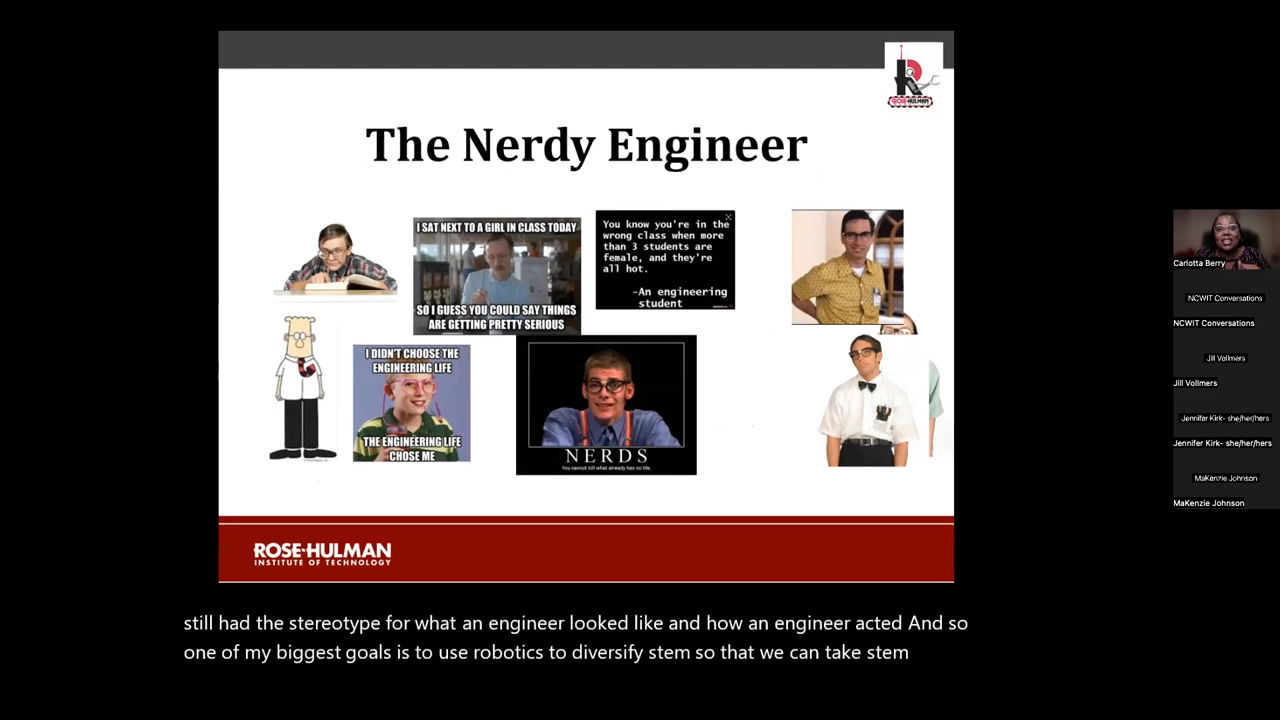 ROSE-HULMAN
The Nerdy Engineer
I SAT NEXT TO A GIRL IN CLASS TODAY
SO I GUESS YOU COULD SAY THINGS
ARE GETTING PRETTY SERIOUS
You know you're in the
wrong class when more
than 3 students are
female, and they're
all hot.
-An engineering
student
I DIDN'T CHOOSE THE
ENGINEERING LIFE
THE ENGINEERING LIFE
CHOSE ME
NERDS
You cannot kill what already has no life.
ROSE-HULMAN
INSTITUTE OF TECHNOLOGY
Carlotta Berry
NCWIT Conversations
NCWIT Conversations
Jill Vollmers
Jill Vollmers
Jennifer Kirk- she/her/hers
Jennifer Kirk- she/her/hers
MaKenzie Johnson
MaKenzie Johnson
still had the stereotype for what an engineer looked like and how an engineer acted And so
one of my biggest goals is to use robotics to diversify stem so that we can take stem